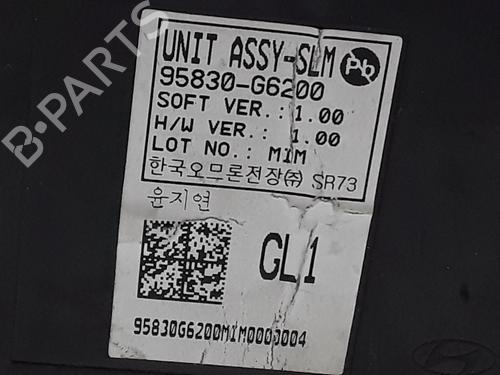 UNIT ASSY-SLM
Pb
95830-G6200
SOFT VER.: 1.00
H/W VER.: 1.00
LOT NO.: MIM
한국오므론전장㈜ SR73
윤지연
GL1
95830G6200MIM0000004
B-PARTS